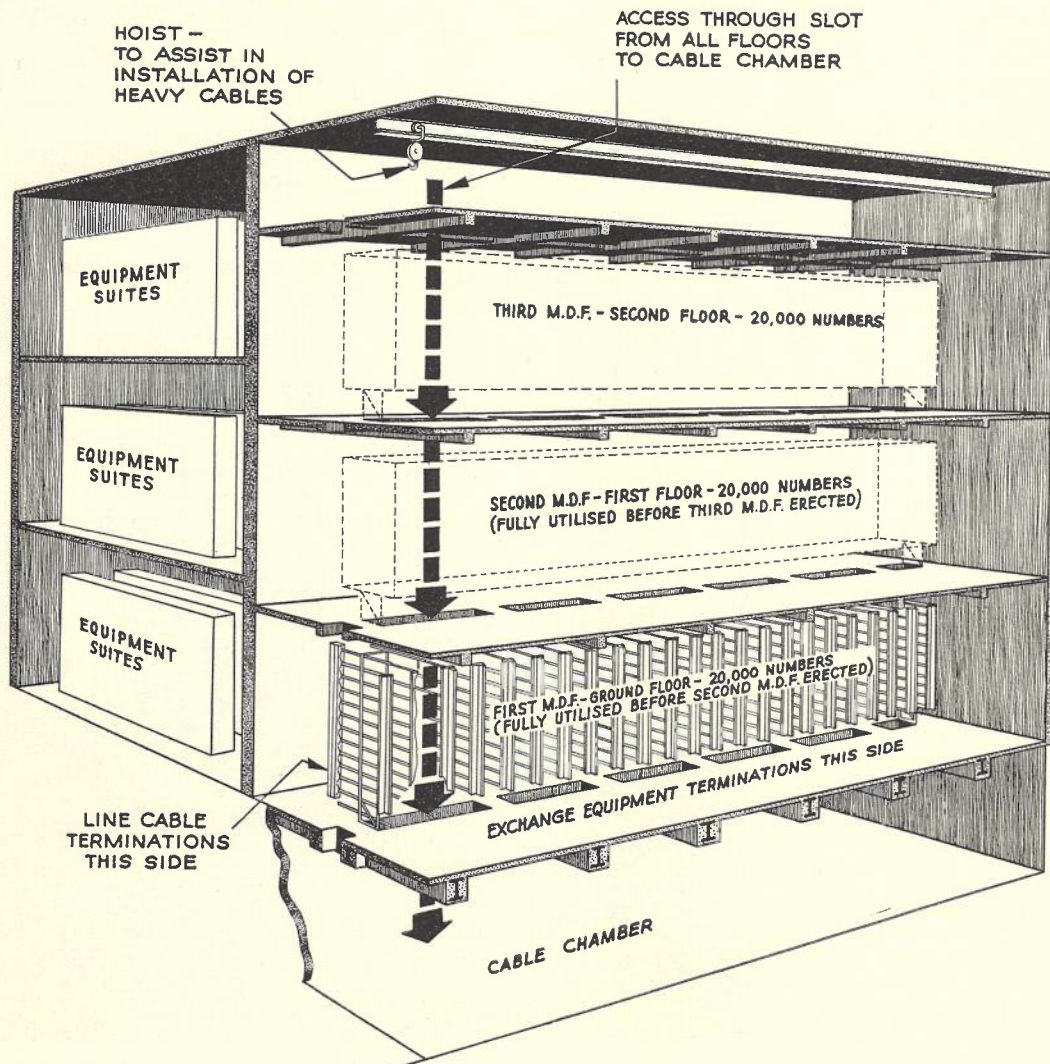 HOIST –
TO ASSIST IN
INSTALLATION OF
HEAVY CABLES
ACCESS THROUGH SLOT
FROM ALL FLOORS
TO CABLE CHAMBER
EQUIPMENT
SUITES
THIRD M.D.F. – SECOND FLOOR – 20,000 NUMBERS
EQUIPMENT
SUITES
SECOND M.D.F – FIRST FLOOR – 20,000 NUMBERS
(FULLY UTILISED BEFORE THIRD M.D.F. ERECTED)
EQUIPMENT
SUITES
FIRST M.D.F. – GROUND FLOOR – 20,000 NUMBERS
(FULLY UTILISED BEFORE SECOND M.D.F. ERECTED)
EXCHANGE EQUIPMENT TERMINATIONS THIS SIDE
LINE CABLE
TERMINATIONS
THIS SIDE
CABLE CHAMBER